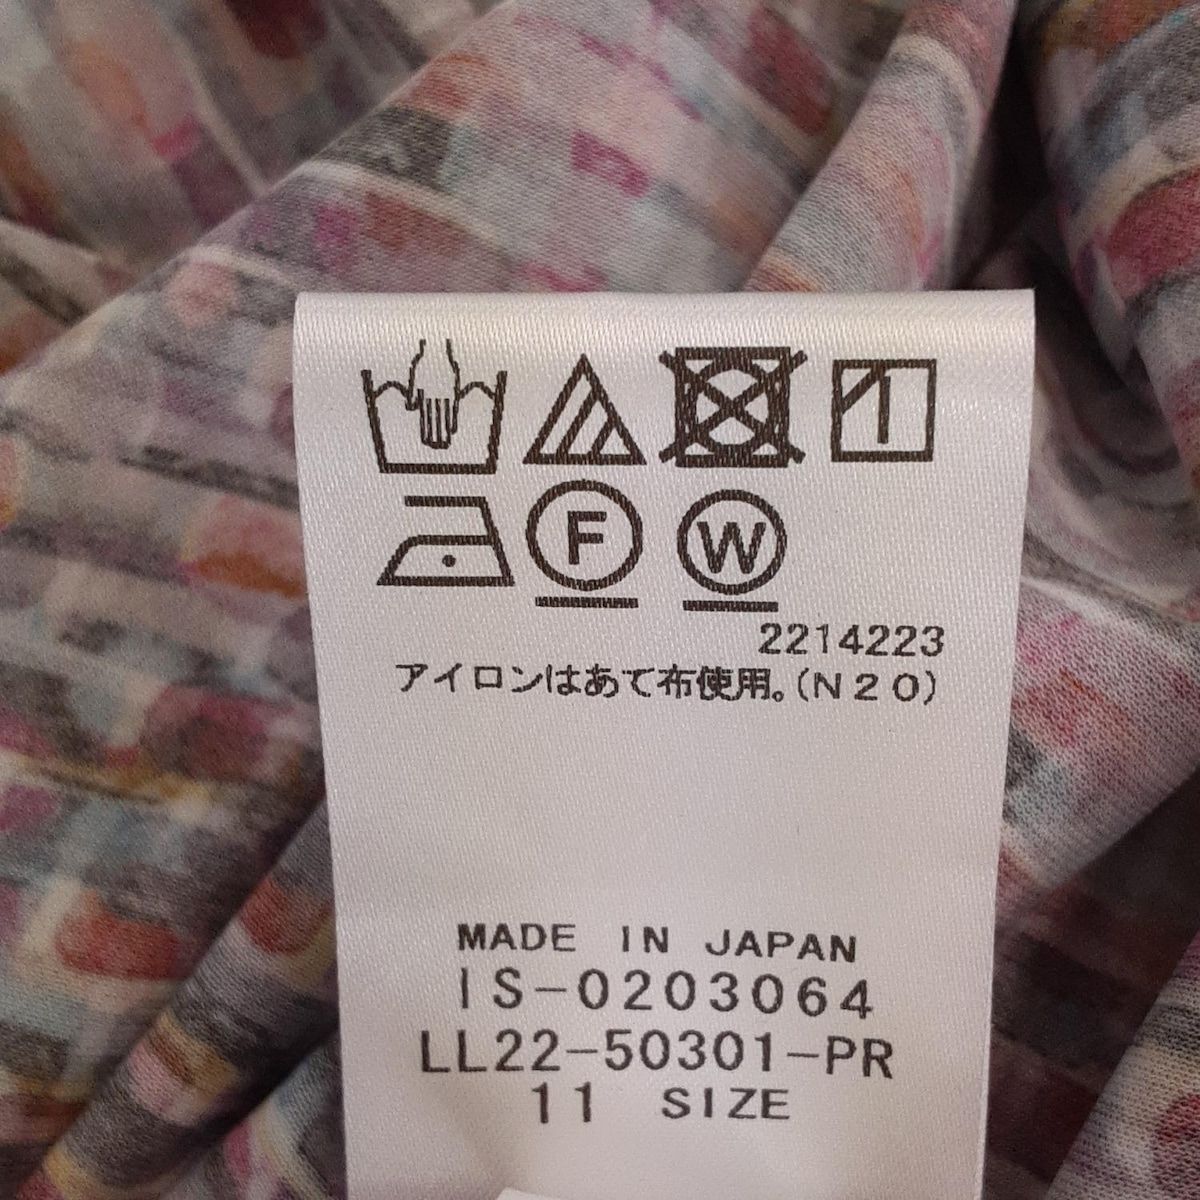 F W
2214223
アイロンはあて布使用。(N20)
MADE IN JAPAN
IS-0203064
LL22-50301-PR
11 SIZE